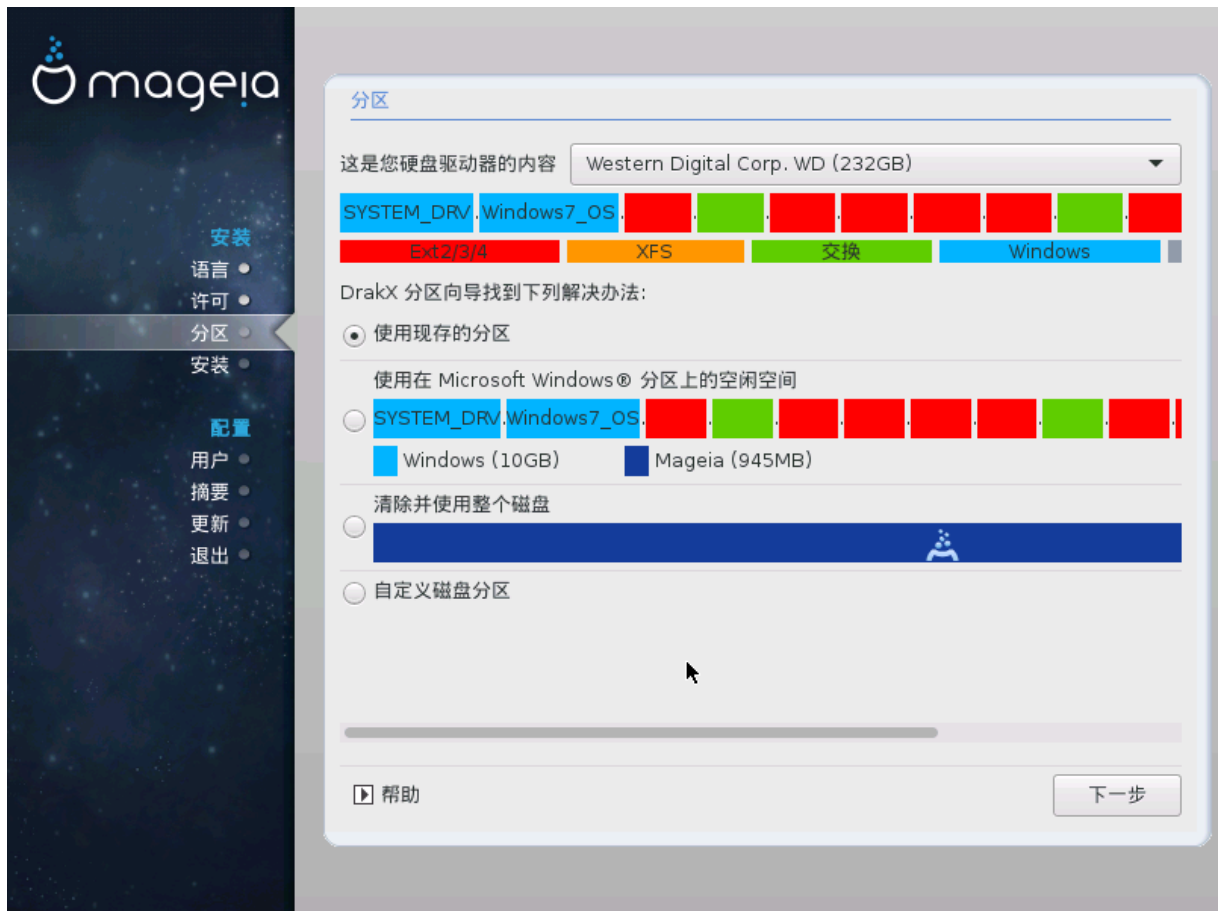 mageia
安装
语言
许可
分区
安装
配置
用户
摘要
更新
退出
分区
这是您硬盘驱动器的内容 Western Digital Corp. WD (232GB)
SYSTEM_DRV Windows7_OS
Ext2/3/4 XFS 交换 Windows
DrakX 分区向导找到下列解决办法:
使用现存的分区
使用在 Microsoft Windows® 分区上的空闲空间
SYSTEM_DRV Windows7_OS
Windows (10GB) Mageia (945MB)
清除并使用整个磁盘
自定义磁盘分区
帮助 下一步